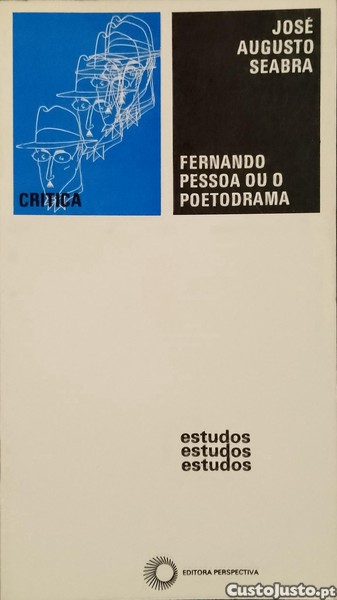 JOSÉ
AUGUSTO
SEABRA
FERNANDO
PESSOA OU O
POETODRAMA
CRÍTICA
estudos
estudos
estudos
EDITORA PERSPECTIVA
CustoJusto.pt